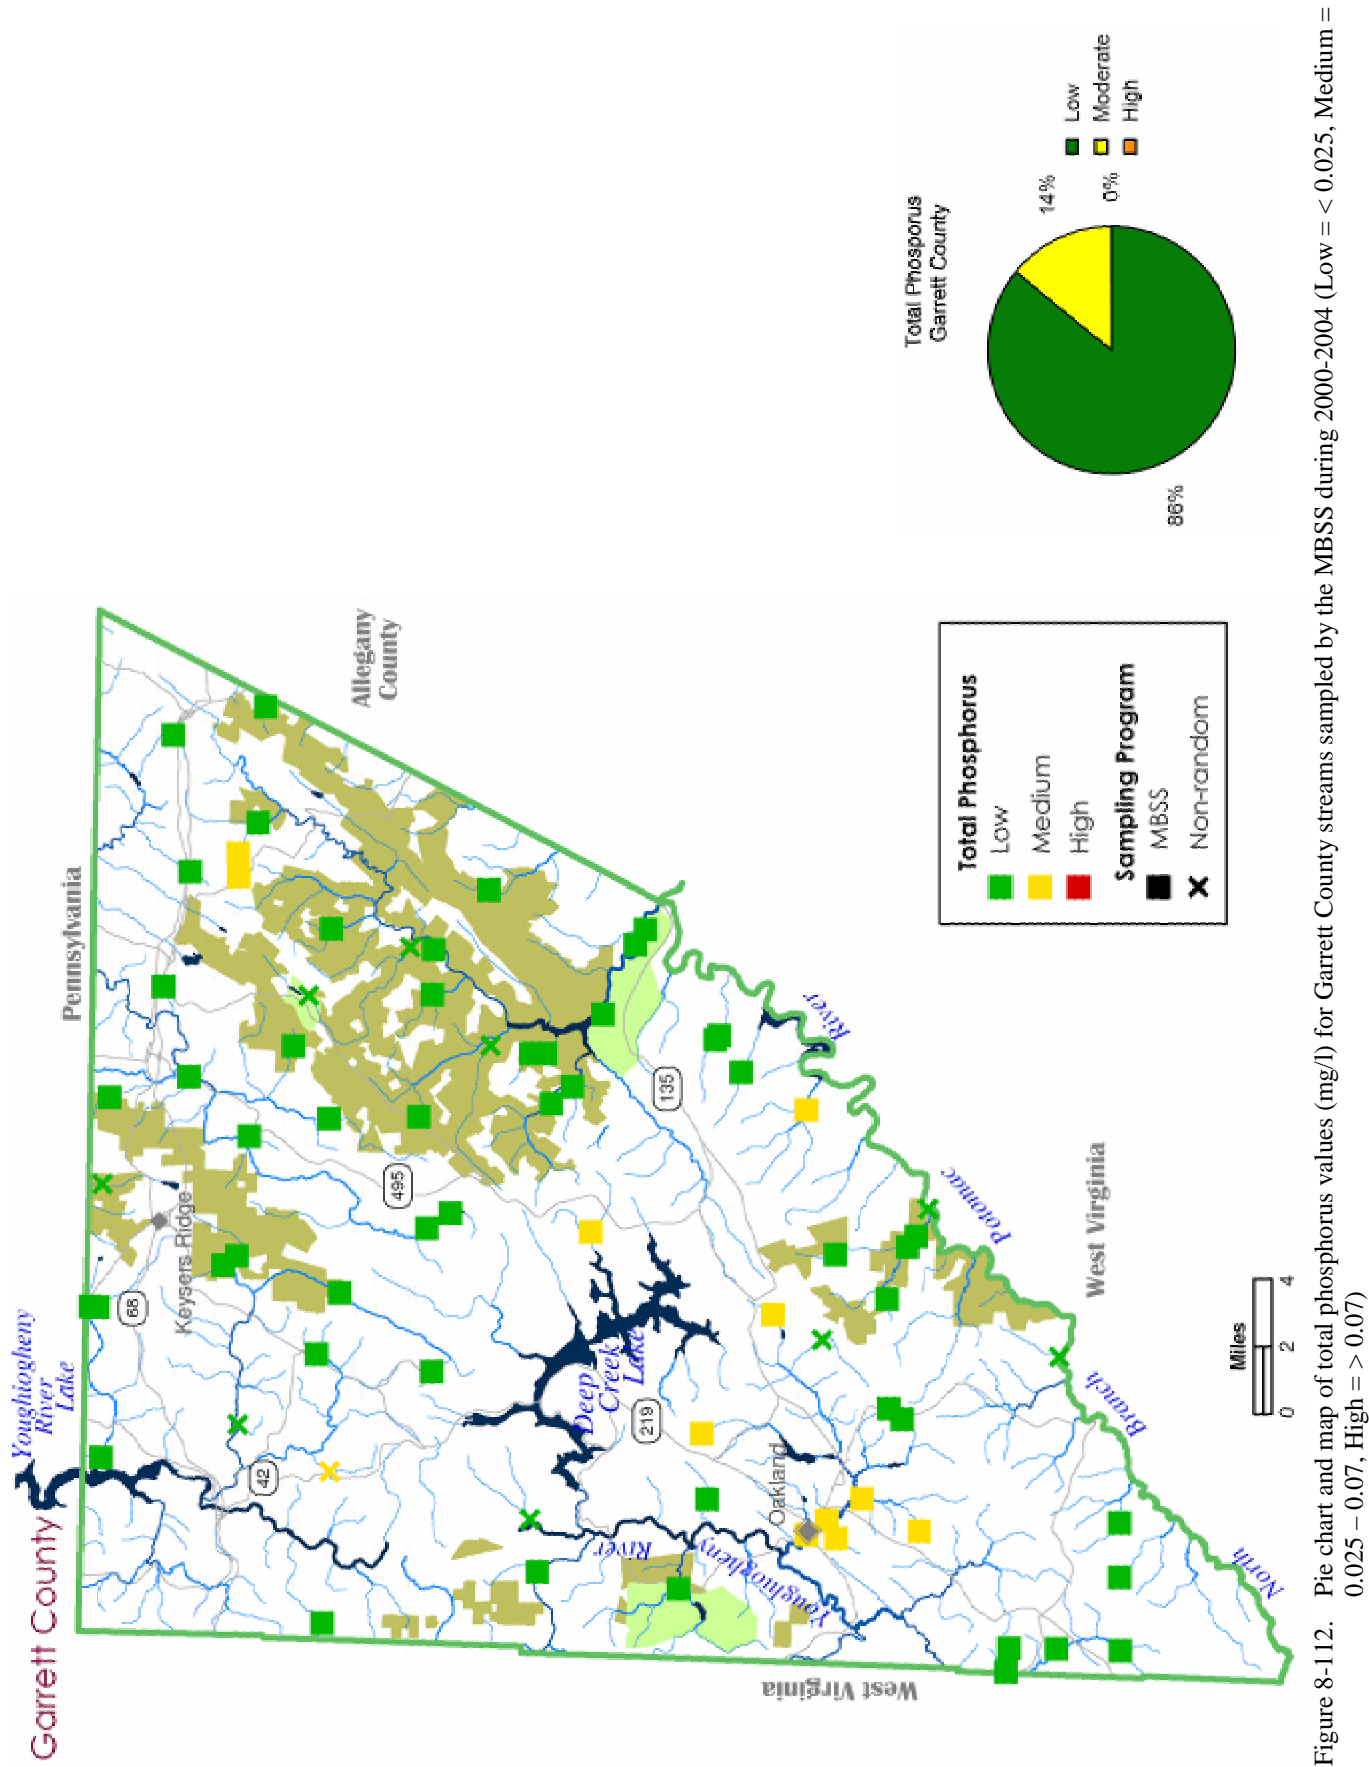 Garrett County
Youghiogheny
River
Lake
Pennsylvania
Allegany
County
68
Keysers Ridge
42
495
219
135
Deep
Creek
Lake
Oakland
Youghiogheny
River
West Virginia
West Virginia
North
Branch
Potomac
River
Miles
0
2
4
Total Phosphorus
Low
Medium
High
Sampling Program
MBSS
Non-random
Total Phosporus
Garrett County
14%
0%
86%
Low
Moderate
High
Figure 8-112. Pie chart and map of total phosphorus values (mg/l) for Garrett County streams sampled by the MBSS during 2000-2004 (Low = < 0.025, Medium =
0.025 – 0.07, High = > 0.07)